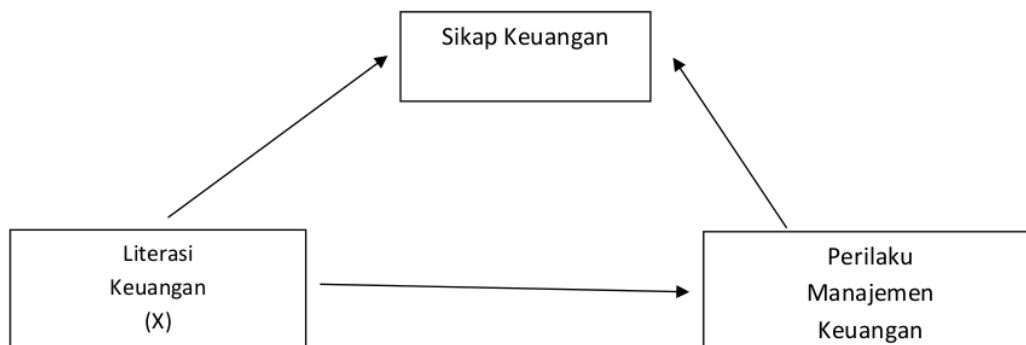 Sikap Keuangan
Literasi
Keuangan
(X)
Perilaku
Manajemen
Keuangan